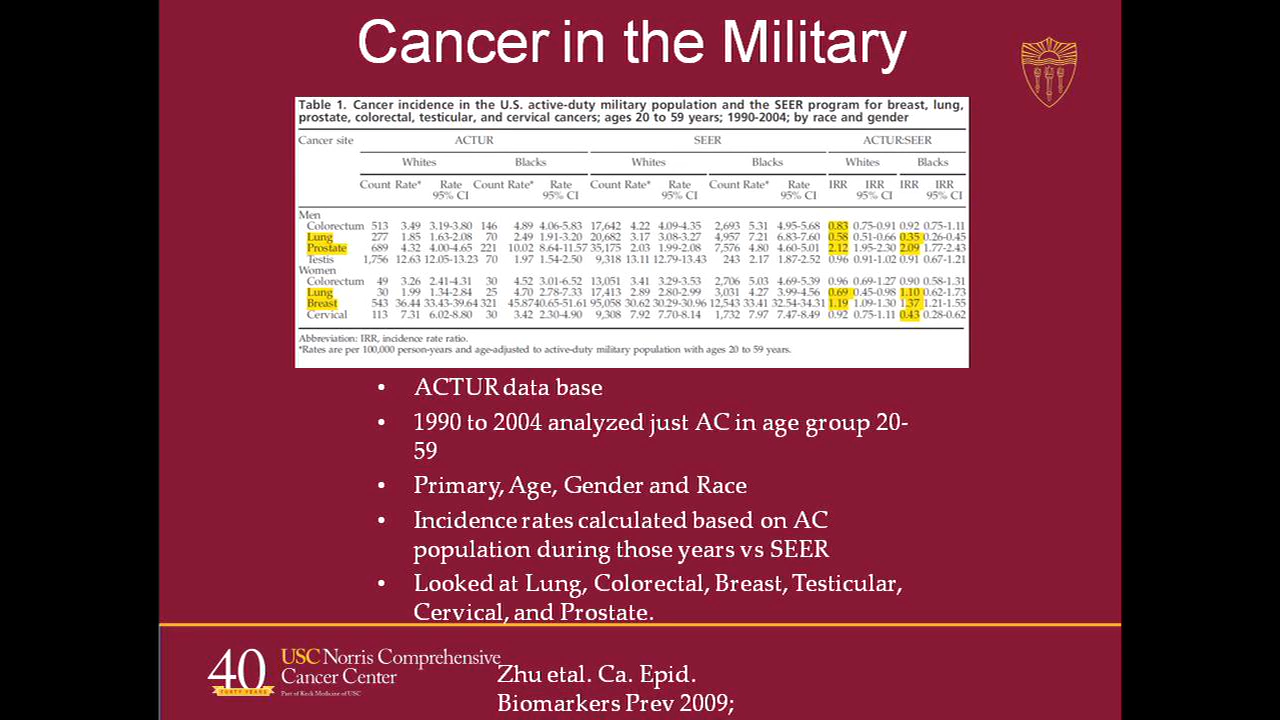 Cancer in the Military
Table 1. Cancer incidence in the U.S. active-duty military population and the SEER program for breast, lung,
prostate, colorectal, testicular, and cervical cancers; ages 20 to 59 years; 1990-2004; by race and gender
Cancer site ACTUR SEER ACTUR:SEER
Whites Blacks Whites Blacks Whites Blacks
Count Rate* Rate Count Rate* Rate Count Rate* Rate Count Rate* Rate IRR IRR IRR IRR
95% CI 95% CI 95% CI 95% CI 95% CI 95% CI
Men
Colorectum 513 3.49 3.19-3.80 146 4.89 4.06-5.83 17,642 4.22 4.09-4.35 2,693 5.31 4.95-5.68 0.83 0.75-0.91 0.92 0.75-1.11
Lung 277 1.85 1.63-2.08 70 2.49 1.91-3.20 20,682 3.17 3.08-3.27 4,957 7.21 6.83-7.60 0.58 0.51-0.66 0.35 0.26-0.45
Prostate 689 4.32 4.00-4.65 221 10.02 8.64-11.57 35,175 2.03 1.99-2.08 7,576 4.80 4.60-5.01 2.12 1.95-2.30 2.09 1.77-2.43
Testis 1,756 12.63 12.05-13.23 70 1.97 1.54-2.50 9,318 13.11 12.79-13.43 243 2.17 1.87-2.52 0.96 0.91-1.02 0.91 0.67-1.21
Women
Colorectum 49 3.26 2.41-4.31 30 4.52 3.01-6.52 13,051 3.41 3.29-3.53 2,706 5.03 4.69-5.39 0.96 0.69-1.27 0.90 0.58-1.31
Lung 30 1.99 1.34-2.84 25 4.70 2.78-7.33 17,413 2.89 2.80-2.99 3,031 4.27 3.99-4.56 0.69 0.45-0.98 1.10 0.62-1.73
Breast 543 36.44 33.43-39.64 321 45.87 40.65-51.61 95,058 30.62 30.29-30.96 12,543 33.41 32.54-34.31 1.19 1.09-1.30 1.37 1.21-1.55
Cervical 113 7.31 6.02-8.80 30 3.42 2.30-4.90 9,308 7.92 7.70-8.14 1,732 7.97 7.47-8.49 0.92 0.75-1.11 0.43 0.28-0.62
Abbreviation: IRR, incidence rate ratio.
*Rates are per 100,000 person-years and age-adjusted to active-duty military population with ages 20 to 59 years.
• ACTUR data base
• 1990 to 2004 analyzed just AC in age group 20-
59
• Primary, Age, Gender and Race
• Incidence rates calculated based on AC
population during those years vs SEER
• Looked at Lung, Colorectal, Breast, Testicular,
Cervical, and Prostate.
40
FORTY YEARS
USC Norris Comprehensive
Cancer Center
Part of Keck Medicine of USC
Zhu etal. Ca. Epid.
Biomarkers Prev 2009;